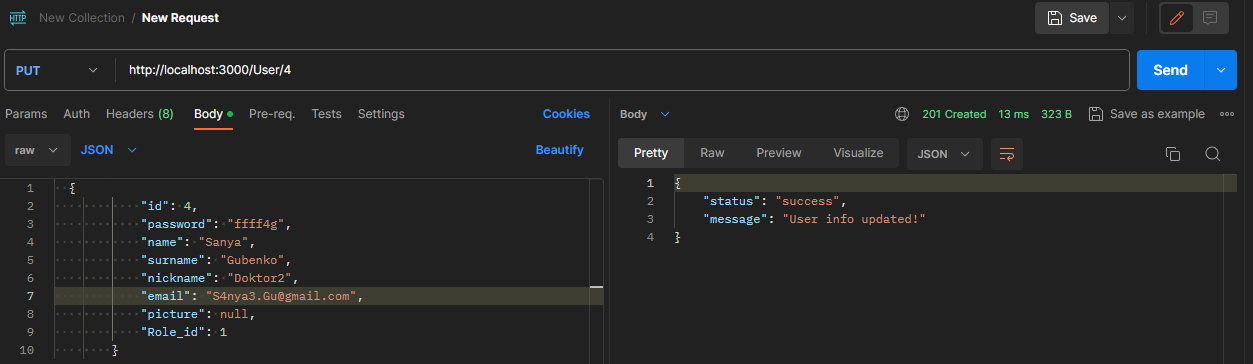 HTTP New Collection / New Request Save
PUT http://localhost:3000/User/4 Send
Params Auth Headers (8) Body Pre-req. Tests Settings Cookies
Body 201 Created 13 ms 323 B Save as example
raw JSON Beautify
Pretty Raw Preview Visualize JSON
1 {
2 "id": 4,
3 "password": "ffff4g",
4 "name": "Sanya",
5 "surname": "Gubenko",
6 "nickname": "Doktor2",
7 "email": "S4nya3.Gu@gmail.com",
8 "picture": null,
9 "Role_id": 1
10 }
1 {
2 "status": "success",
3 "message": "User info updated!"
4 }